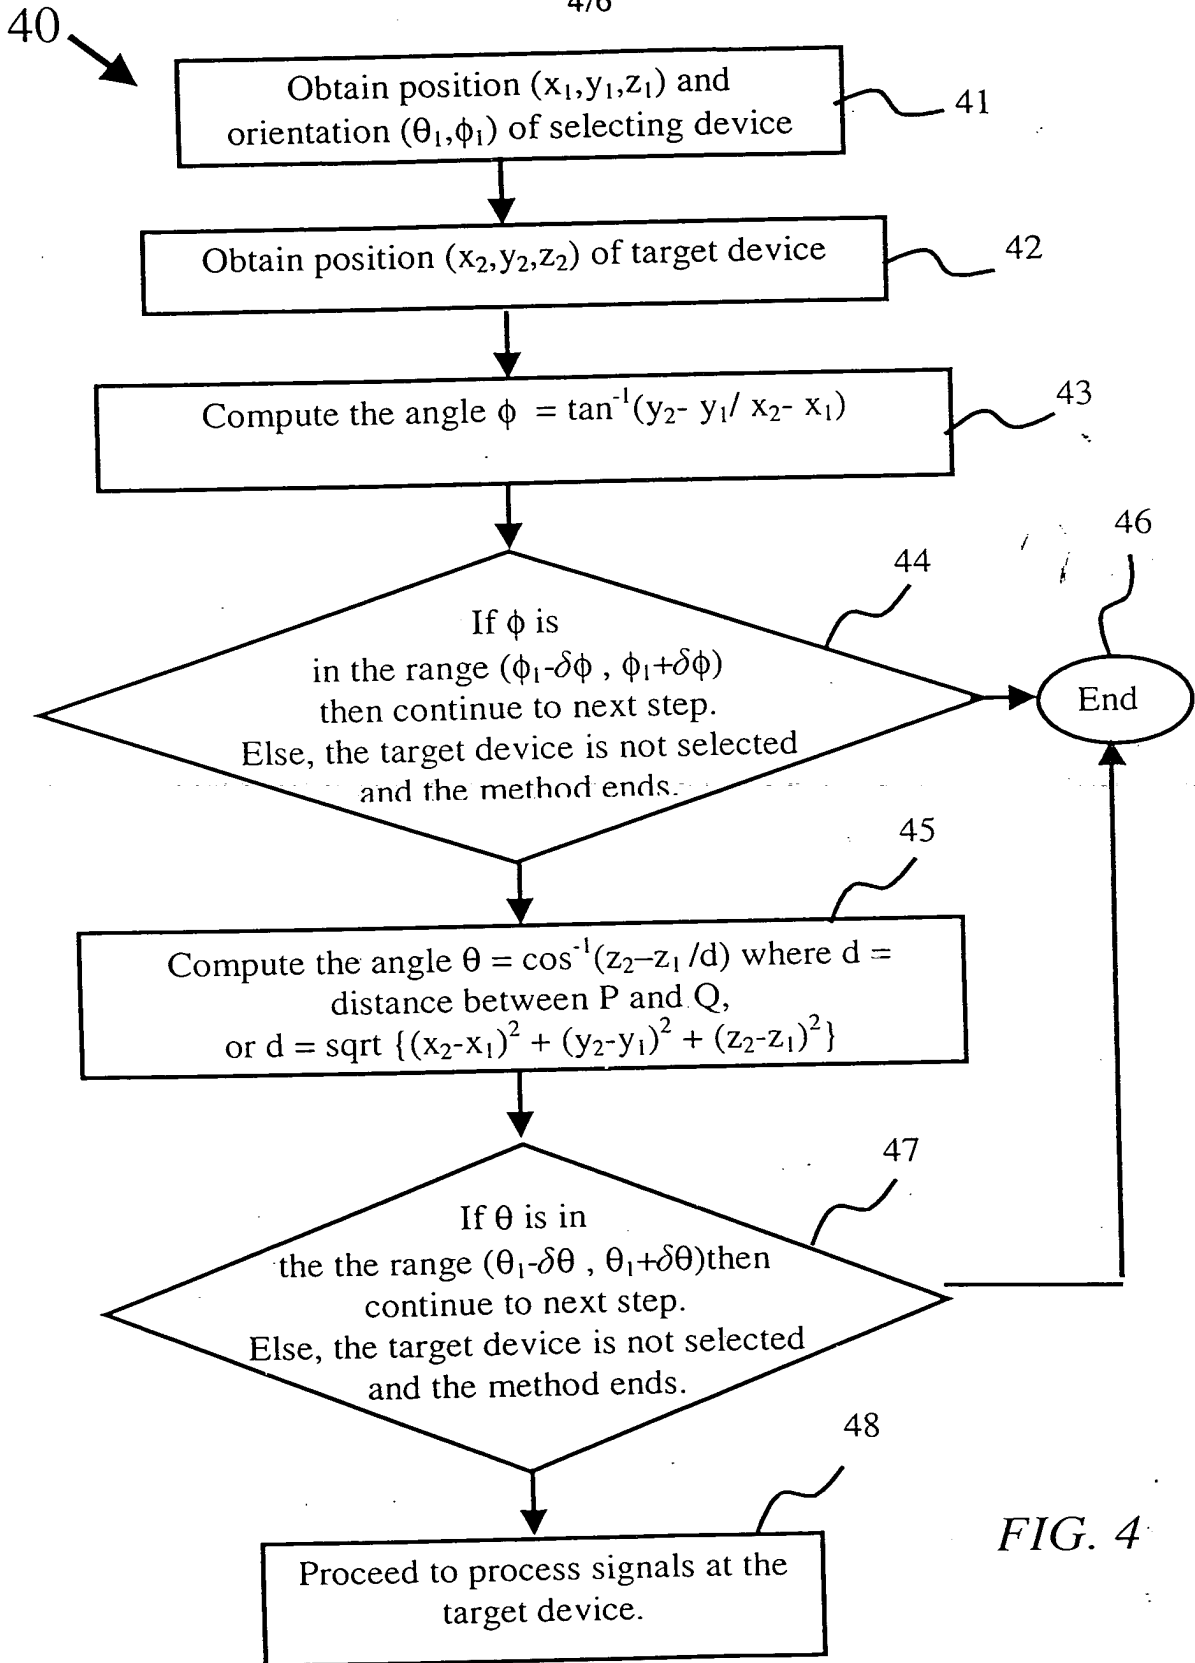 4/6
40
Obtain position (x₁,y₁,z₁) and
orientation (θ₁,ϕ₁) of selecting device
41
Obtain position (x₂,y₂,z₂) of target device
42
Compute the angle ϕ = tan⁻¹(y₂- y₁/ x₂- x₁)
43
46
44
If ϕ is
in the range (ϕ₁-δϕ , ϕ₁+δϕ)
then continue to next step.
Else, the target device is not selected
and the method ends.
End
45
Compute the angle θ = cos⁻¹(z₂–z₁ /d) where d =
distance between P and Q,
or d = sqrt {(x₂-x₁)² + (y₂-y₁)² + (z₂-z₁)²}
47
If θ is in
the the range (θ₁-δθ , θ₁+δθ)then
continue to next step.
Else, the target device is not selected
and the method ends.
48
Proceed to process signals at the
target device.
FIG. 4